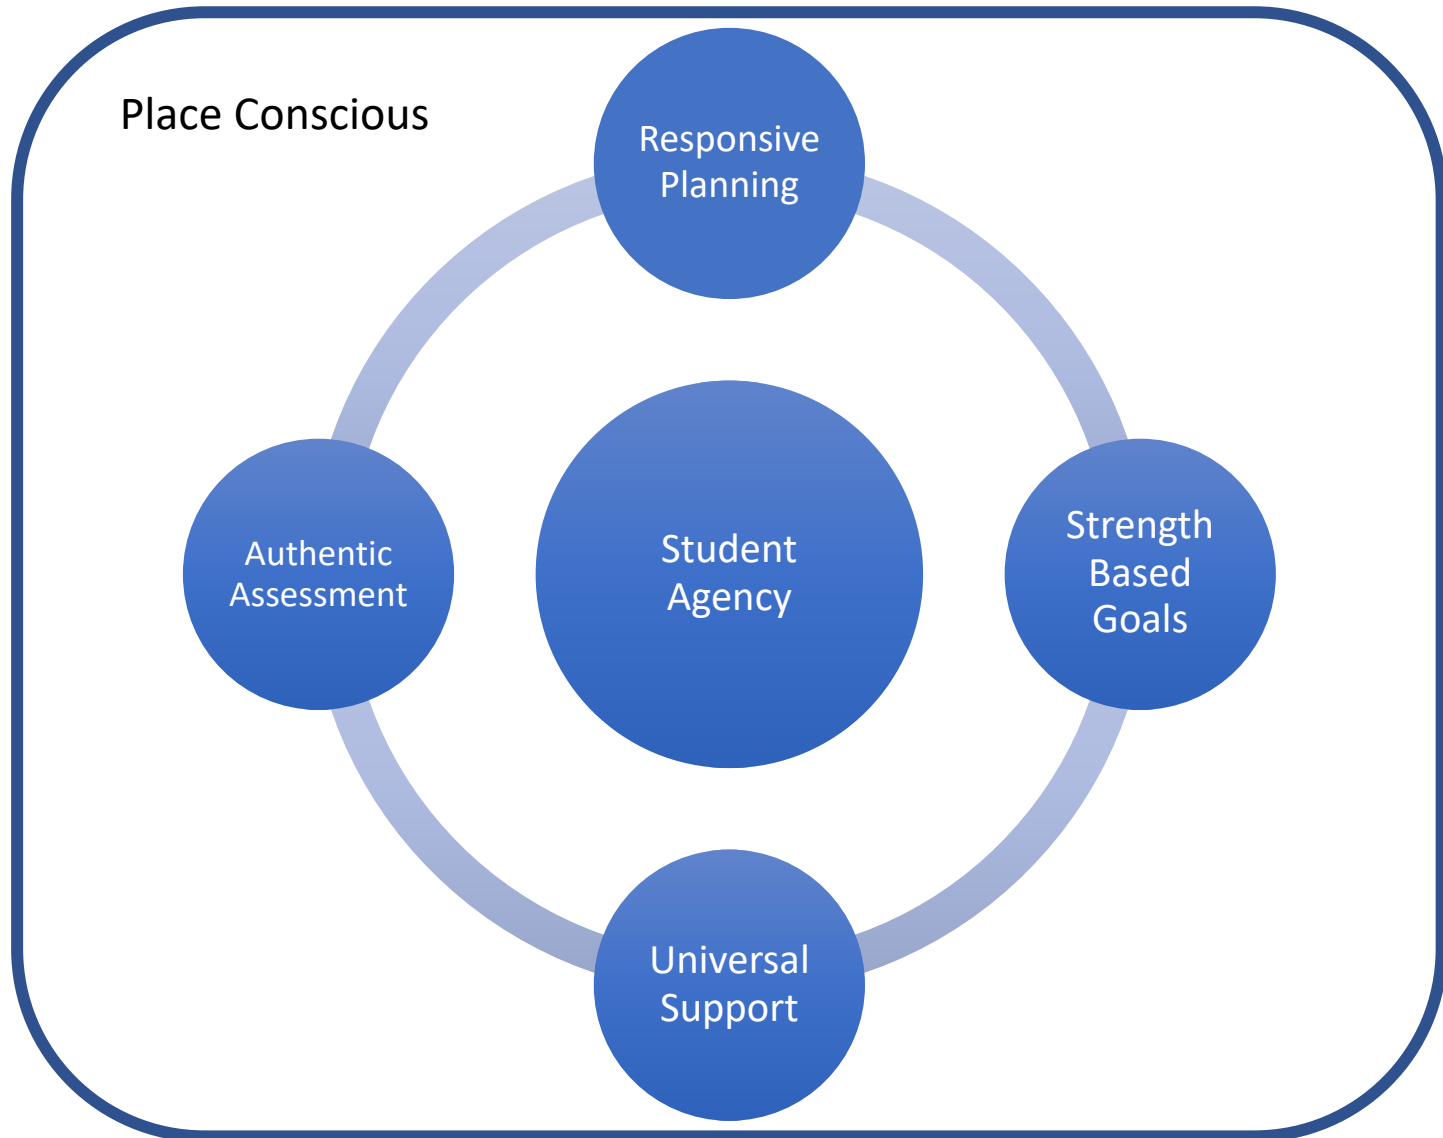 Place Conscious
Responsive
Planning
Authentic
Assessment
Student
Agency
Strength
Based
Goals
Universal
Support